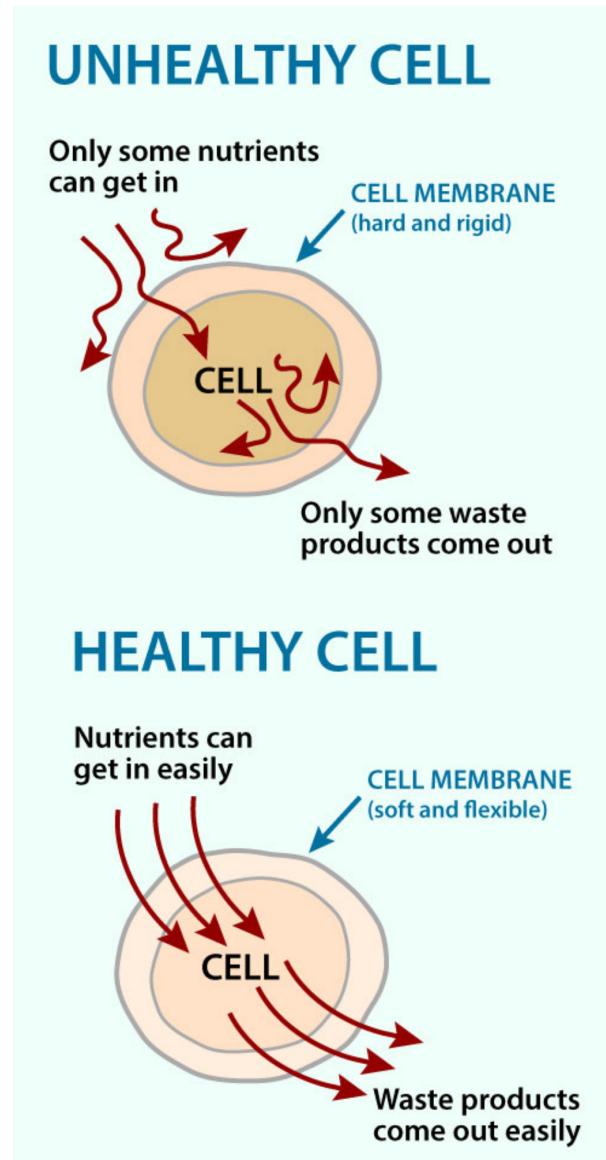 UNHEALTHY CELL
Only some nutrients
can get in
CELL MEMBRANE
(hard and rigid)
CELL
Only some waste
products come out
HEALTHY CELL
Nutrients can
get in easily
CELL MEMBRANE
(soft and flexible)
CELL
Waste products
come out easily